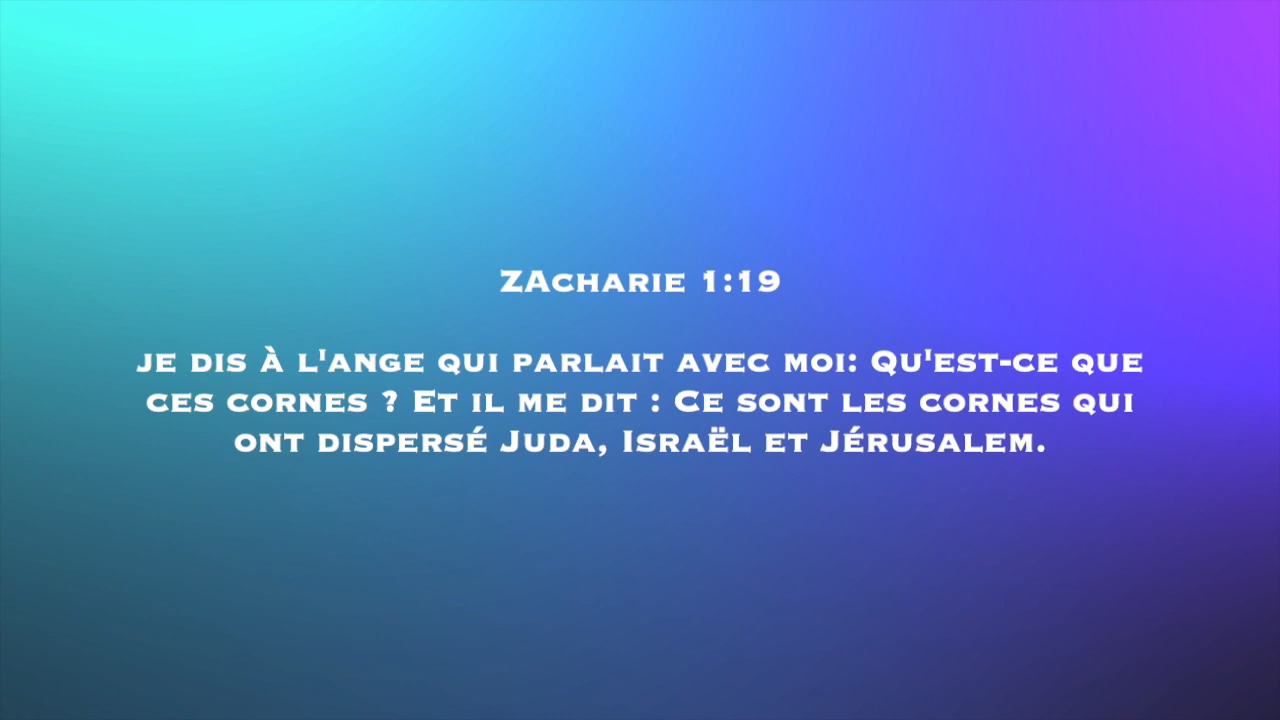 ZAcharie 1:19
je dis à l'ange qui parlait avec moi: Qu'est-ce que
ces cornes ? Et il me dit : Ce sont les cornes qui
ont dispersé Juda, Israël et Jérusalem.